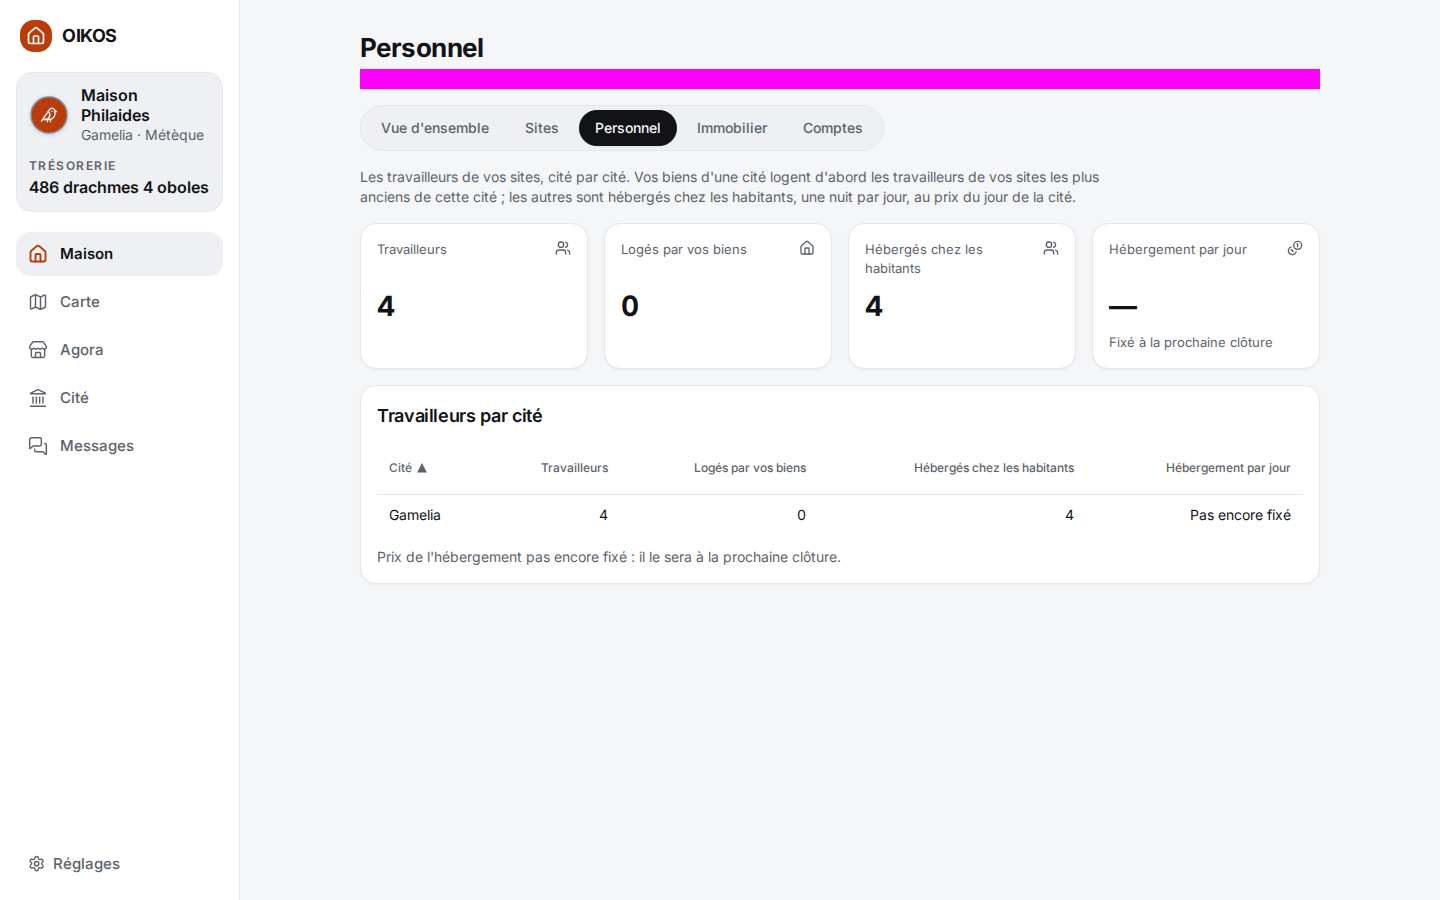 OIKOS
Maison
Philaides
Gamelia · Métèque
TRÉSORERIE
486 drachmes 4 oboles
Maison
Carte
Agora
Cité
Messages
Réglages
Personnel
Vue d'ensemble
Sites
Personnel
Immobilier
Comptes
Les travailleurs de vos sites, cité par cité. Vos biens d'une cité logent d'abord les travailleurs de vos sites les plus
anciens de cette cité ; les autres sont hébergés chez les habitants, une nuit par jour, au prix du jour de la cité.
Travailleurs
4
Logés par vos biens
0
Hébergés chez les
habitants
4
Hébergement par jour
—
Fixé à la prochaine clôture
Travailleurs par cité
Cité ▲ Travailleurs Logés par vos biens Hébergés chez les habitants Hébergement par jour
Gamelia 4 0 4 Pas encore fixé
Prix de l'hébergement pas encore fixé : il le sera à la prochaine clôture.